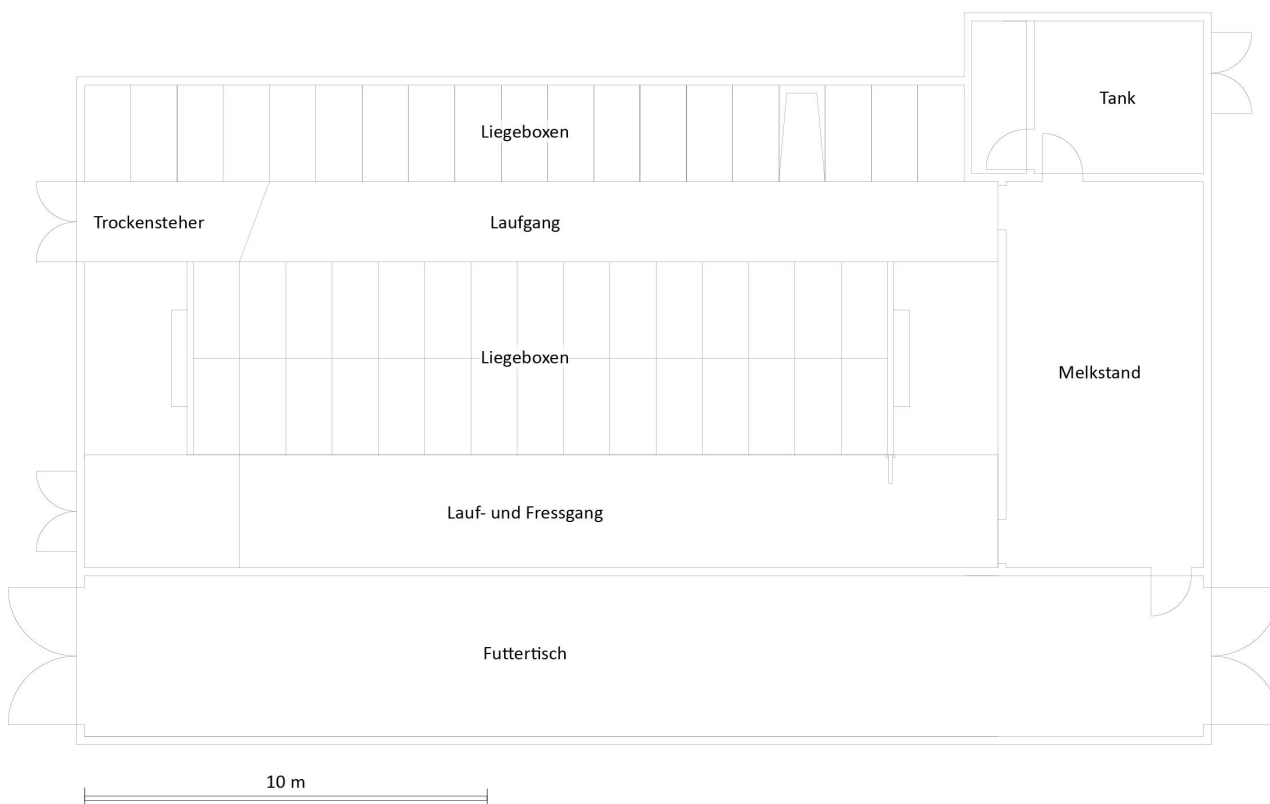 Tank
Liegeboxen
Trockensteher
Laufgang
Liegeboxen
Melkstand
Lauf- und Fressgang
Futtertisch
10 m